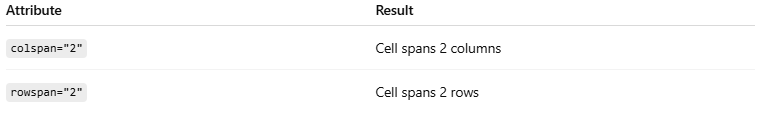 Attribute Result
colspan="2" Cell spans 2 columns
rowspan="2" Cell spans 2 rows